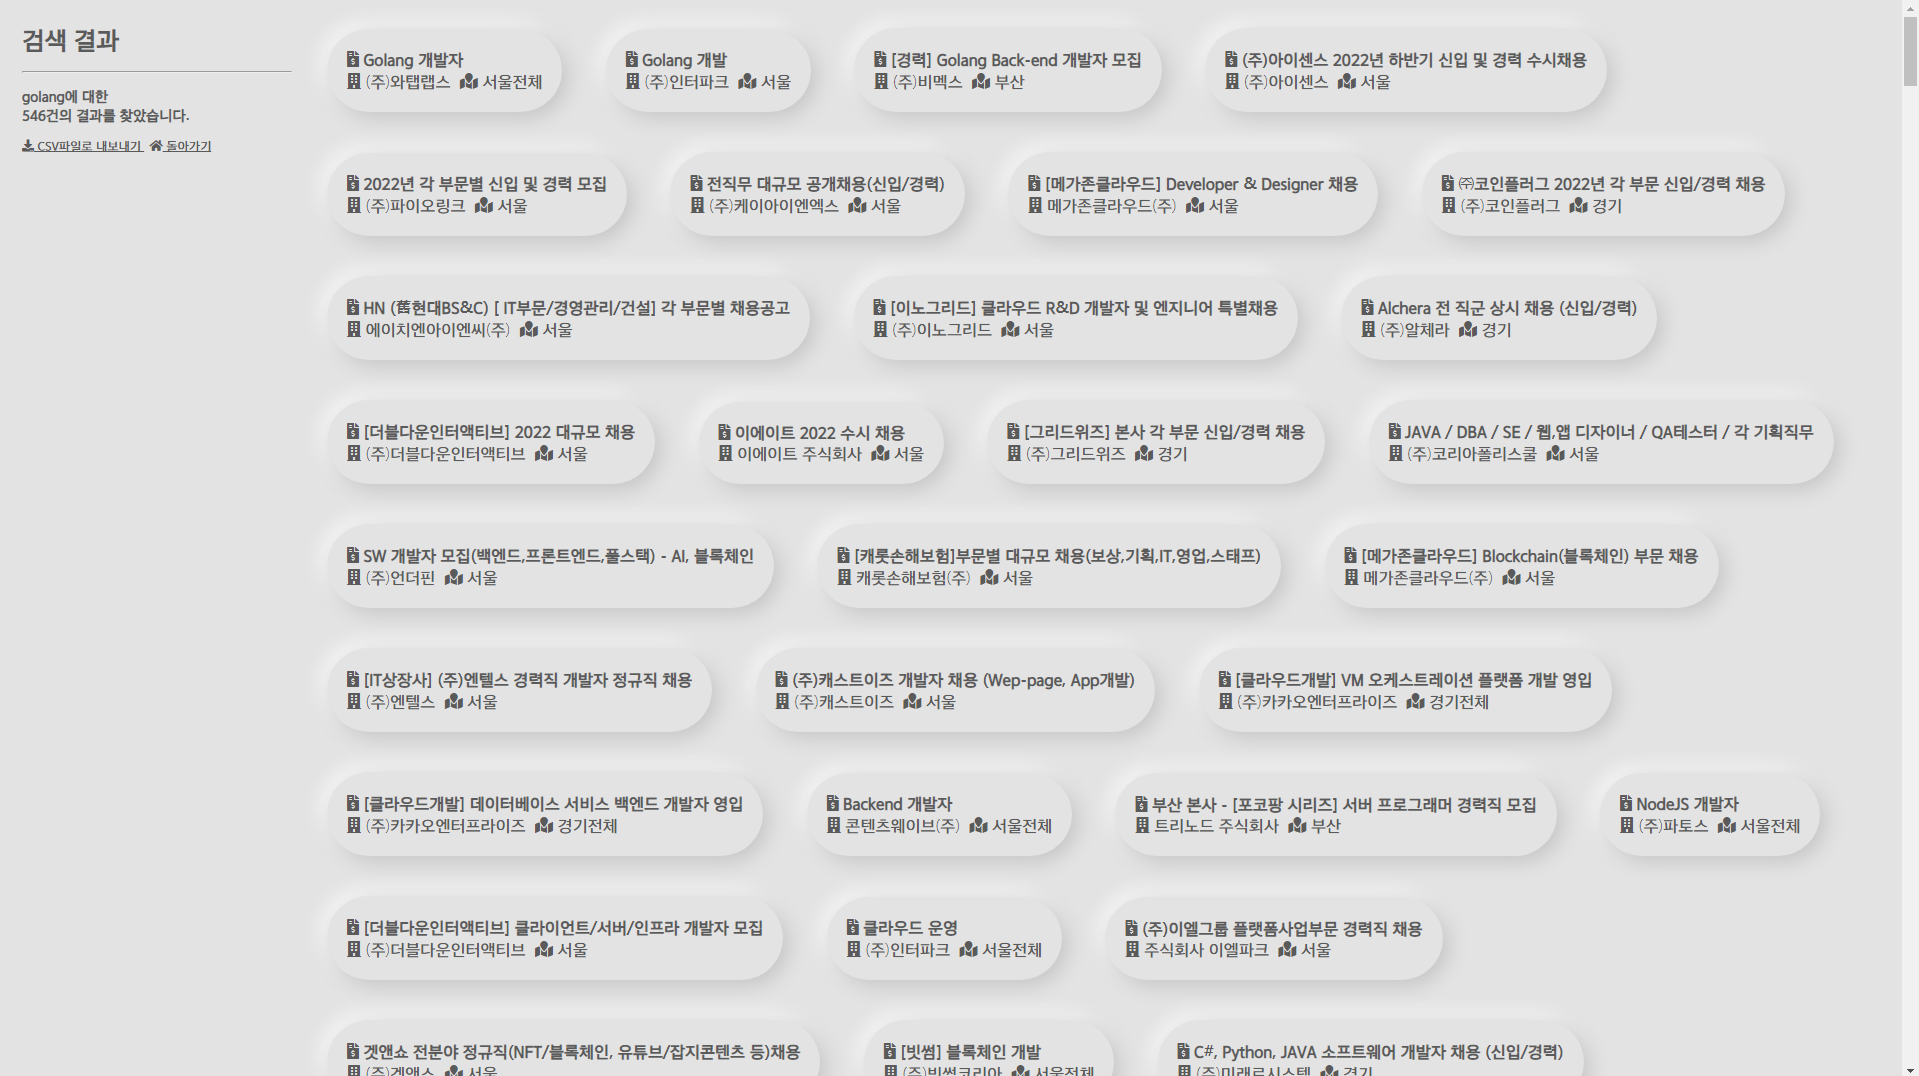 검색 결과
golang에 대한
546건의 결과를 찾았습니다.
CSV파일로 내보내기 돌아가기
Golang 개발자
(주)와탭랩스 서울전체
Golang 개발
(주)인터파크 서울
[경력] Golang Back-end 개발자 모집
(주)비멕스 부산
(주)아이센스 2022년 하반기 신입 및 경력 수시채용
(주)아이센스 서울
2022년 각 부문별 신입 및 경력 모집
(주)파이오링크 서울
전직무 대규모 공개채용(신입/경력)
(주)케이아이엔엑스 서울
[메가존클라우드] Developer & Designer 채용
메가존클라우드(주) 서울
㈜코인플러그 2022년 각 부문 신입/경력 채용
(주)코인플러그 경기
HN (舊현대BS&C) [ IT부문/경영관리/건설] 각 부문별 채용공고
에이치엔아이엔씨(주) 서울
[이노그리드] 클라우드 R&D 개발자 및 엔지니어 특별채용
(주)이노그리드 서울
Alchera 전 직군 상시 채용 (신입/경력)
(주)알체라 경기
[더블다운인터액티브] 2022 대규모 채용
(주)더블다운인터액티브 서울
이에이트 2022 수시 채용
이에이트 주식회사 서울
[그리드위즈] 본사 각 부문 신입/경력 채용
(주)그리드위즈 경기
JAVA / DBA / SE / 웹,앱 디자이너 / QA테스터 / 각 기획직무
(주)코리아폴리스쿨 서울
SW 개발자 모집(백엔드,프론트엔드,풀스택) - AI, 블록체인
(주)언더핀 서울
[캐롯손해보험]부문별 대규모 채용(보상,기획,IT,영업,스태프)
캐롯손해보험(주) 서울
[메가존클라우드] Blockchain(블록체인) 부문 채용
메가존클라우드(주) 서울
[IT상장사] (주)엔텔스 경력직 개발자 정규직 채용
(주)엔텔스 서울
(주)캐스트이즈 개발자 채용 (Wep-page, App개발)
(주)캐스트이즈 서울
[클라우드개발] VM 오케스트레이션 플랫폼 개발 영입
(주)카카오엔터프라이즈 경기전체
[클라우드개발] 데이터베이스 서비스 백엔드 개발자 영입
(주)카카오엔터프라이즈 경기전체
Backend 개발자
콘텐츠웨이브(주) 서울전체
부산 본사 - [포코팡 시리즈] 서버 프로그래머 경력직 모집
트리노드 주식회사 부산
NodeJS 개발자
(주)파토스 서울전체
[더블다운인터액티브] 클라이언트/서버/인프라 개발자 모집
(주)더블다운인터액티브 서울
클라우드 운영
(주)인터파크 서울전체
(주)이엘그룹 플랫폼사업부문 경력직 채용
주식회사 이엘파크 서울
겟앤쇼 전분야 정규직(NFT/블록체인, 유튜브/잡지콘텐츠 등)채용
(주)겟앤쇼 서울
[빗썸] 블록체인 개발
(주)빗썸코리아 서울전체
C#, Python, JAVA 소프트웨어 개발자 채용 (신입/경력)
(주)미래로시스템 경기